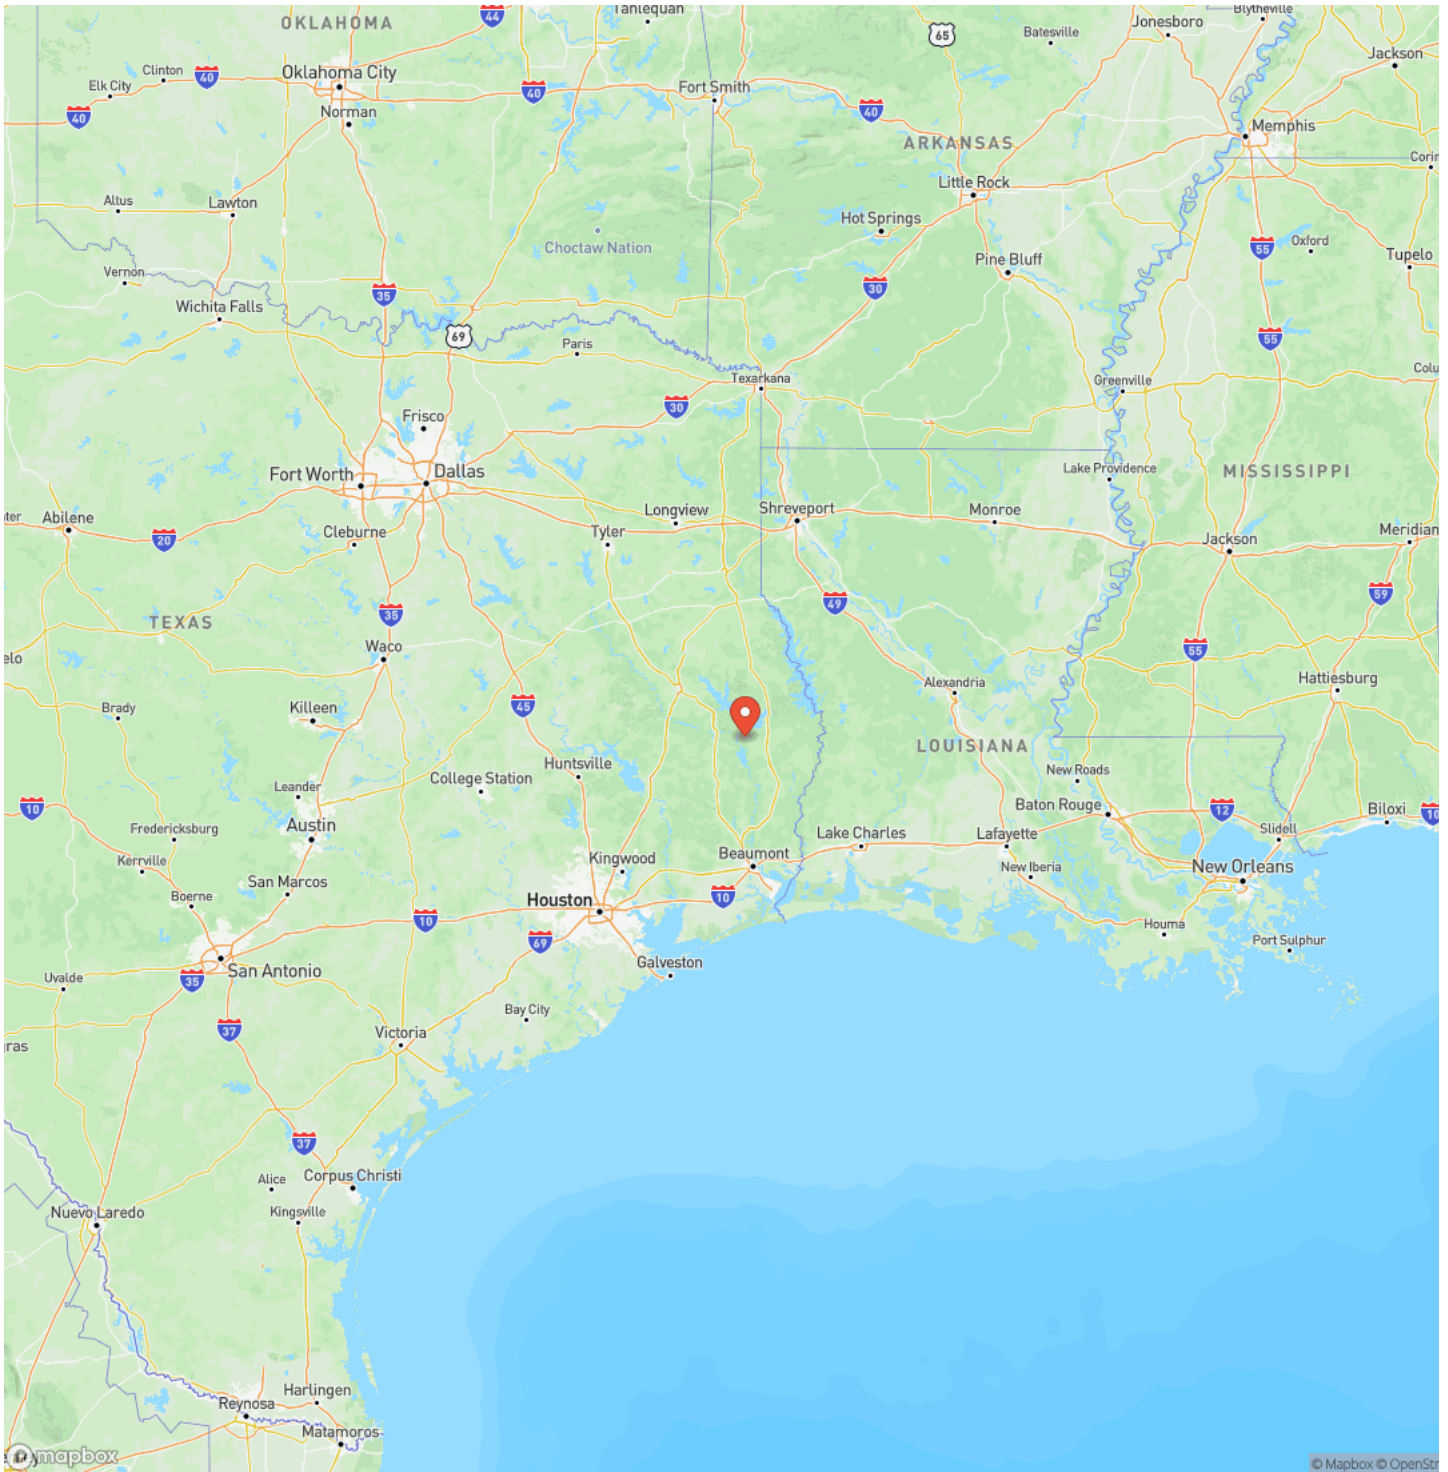 OKLAHOMA
44
Tahlequah
65
Batesville
Jonesboro
Blytheville
Jackson
Clinton
40
Oklahoma City
Elk City
40
Fort Smith
40
40
Norman
Memphis
ARKANSAS
Corin
Little Rock
Altus
Lawton
Hot Springs
Choctaw Nation
55
Oxford
Tupelo
Pine Bluff
Vernon
35
30
Wichita Falls
69
Paris
55
Texarkana
Greenville
Colu
30
Frisco
Fort Worth
Dallas
Lake Providence
MISSISSIPPI
Longview
Shreveport
Monroe
ter
Abilene
20
Cleburne
Tyler
Jackson
Meridian
49
59
35
TEXAS
Waco
elo
55
Alexandria
Hattiesburg
Brady
Killeen
45
LOUISIANA
Huntsville
New Roads
College Station
Leander
10
Baton Rouge
12
Biloxi
10
Fredericksburg
Austin
Lake Charles
Lafayette
Slidell
Kerrville
Kingwood
Beaumont
New Iberia
New Orleans
Boerne
San Marcos
Houston
10
10
Houma
69
Port Sulphur
San Antonio
Galveston
Uvalde
35
Bay City
37
Victoria
ras
37
Alice
Corpus Christi
Nuevo Laredo
Kingsville
Harlingen
Reynosa
Matamoros
mapbox
© Mapbox © OpenStr